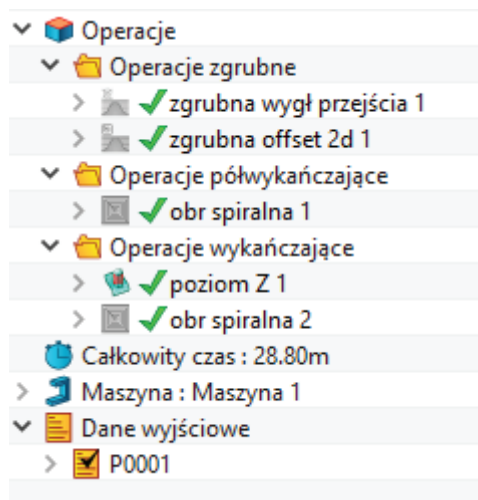 Operacje
Operacje zgrubne
zgrubna wygł przejścia 1
zgrubna offset 2d 1
Operacje półwykańczające
obr spiralna 1
Operacje wykańczające
poziom Z 1
obr spiralna 2
Całkowity czas : 28.80m
Maszyna : Maszyna 1
Dane wyjściowe
P0001